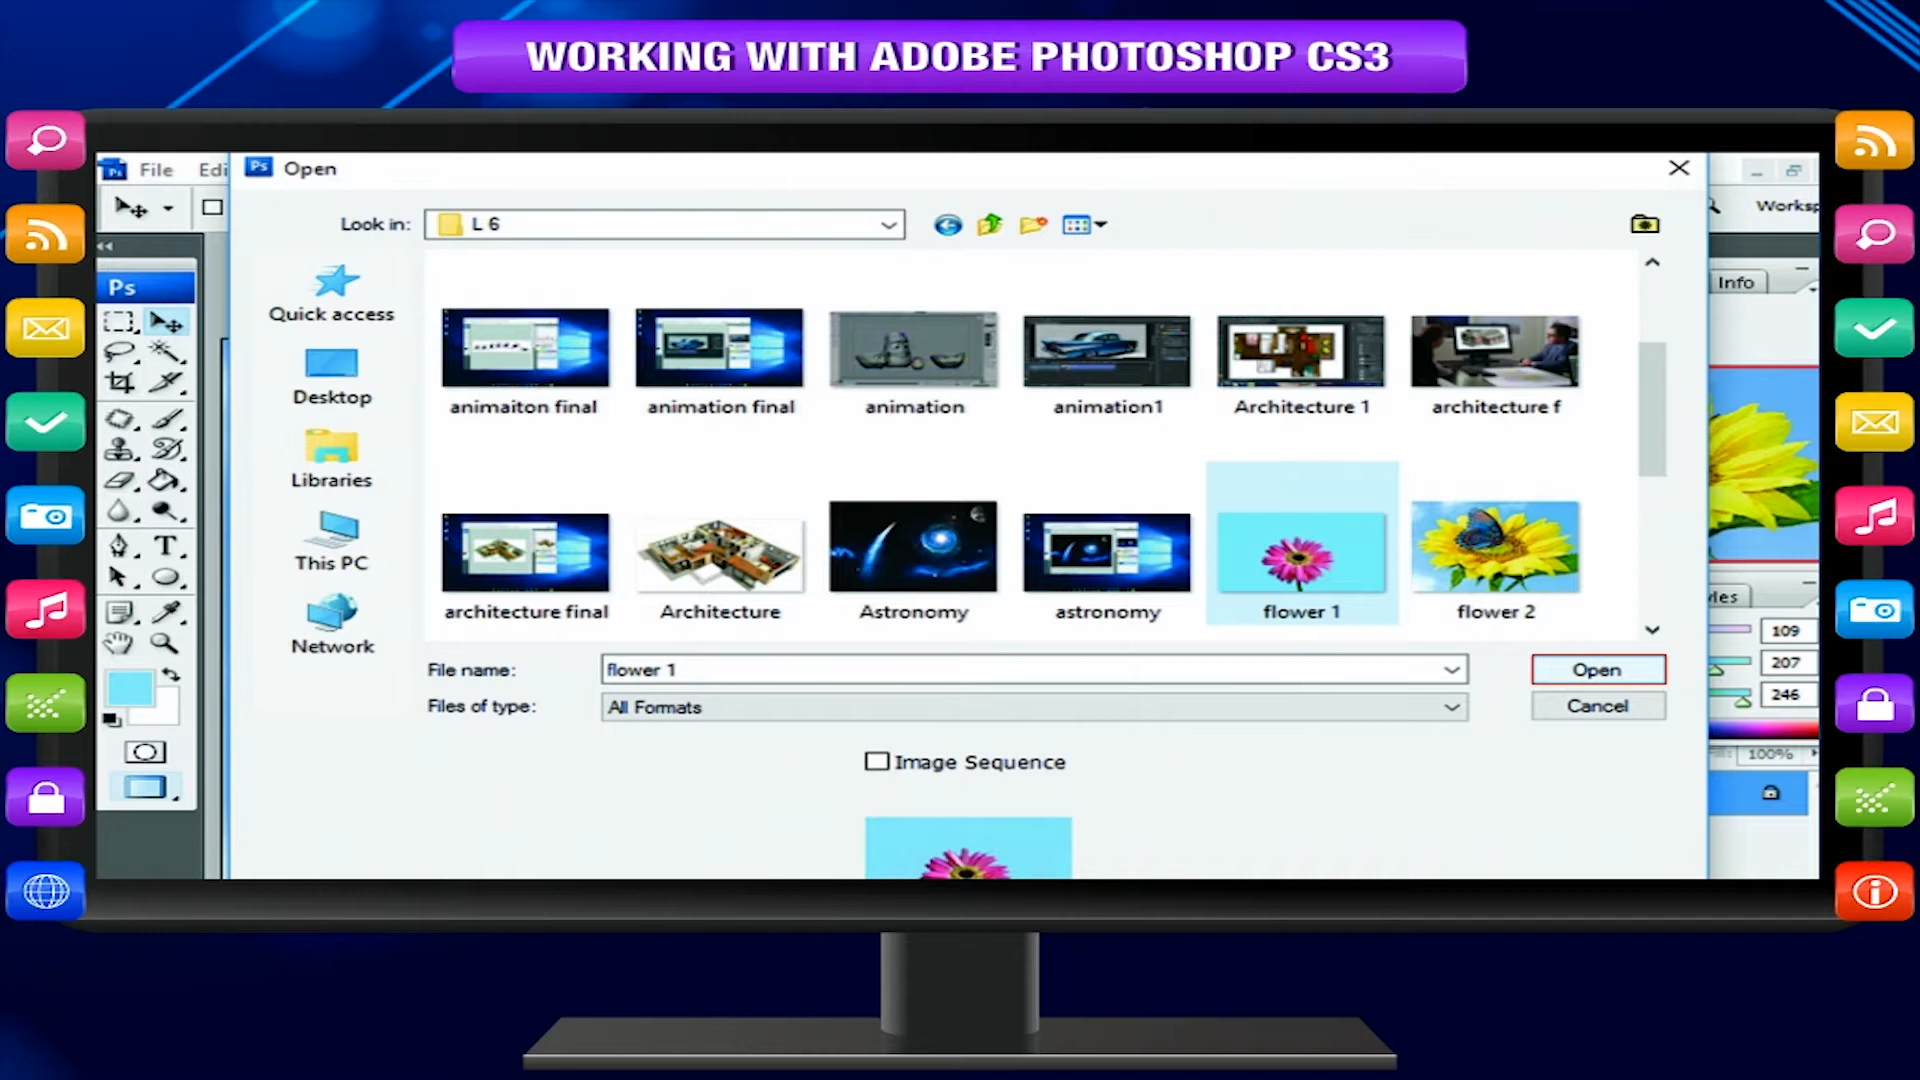 WORKING WITH ADOBE PHOTOSHOP CS3
File
Edi
Ps Open
Look in: L 6
Worksp
Ps
Info
Quick access
animaiton final
animation final
animation
animation1
Architecture 1
architecture f
Desktop
Libraries
This PC
architecture final
Architecture
Astronomy
astronomy
flower 1
flower 2
Network
File name: flower 1
Open
Files of type: All Formats
Cancel
Image Sequence
109
207
246
100%